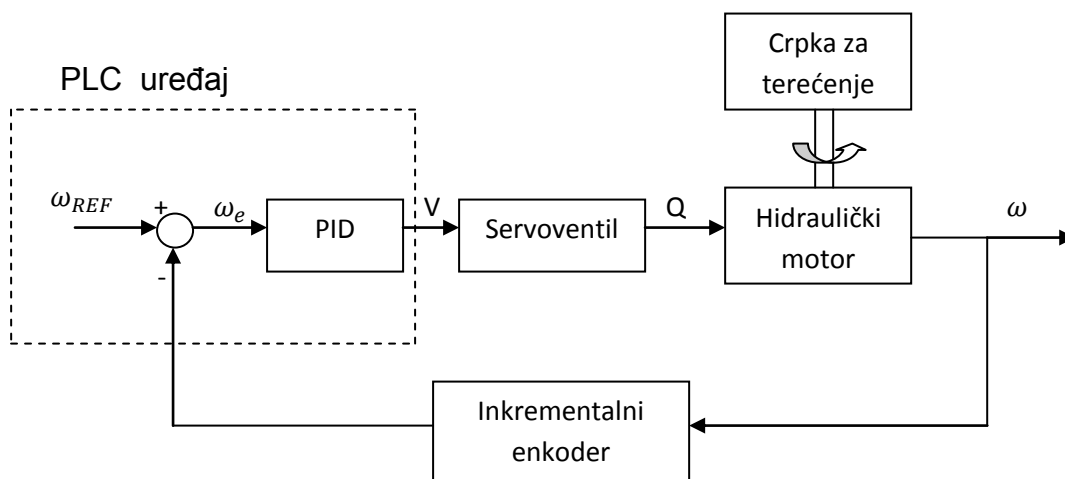 Crpka za
terećenje
PLC uređaj
ω_REF
+
-
ω_e
PID
V
Servoventil
Q
Hidraulički
motor
ω
Inkrementalni
enkoder